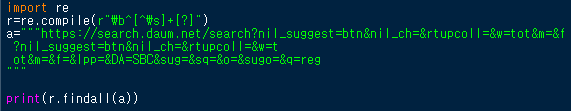 import re
r=re.compile(r"₩b^[^₩s]+[?]")
a="""https://search.daum.net/search?nil_suggest=btn&nil_ch=&rtupcoll=&w=tot&m=&f
?nil_suggest=btn&nil_ch=&rtupcoll=&w=t
ot&m=&f=&lpp=&DA=SBC&sug=&sq=&o=&sugo=&q=reg
"""
print(r.findall(a))